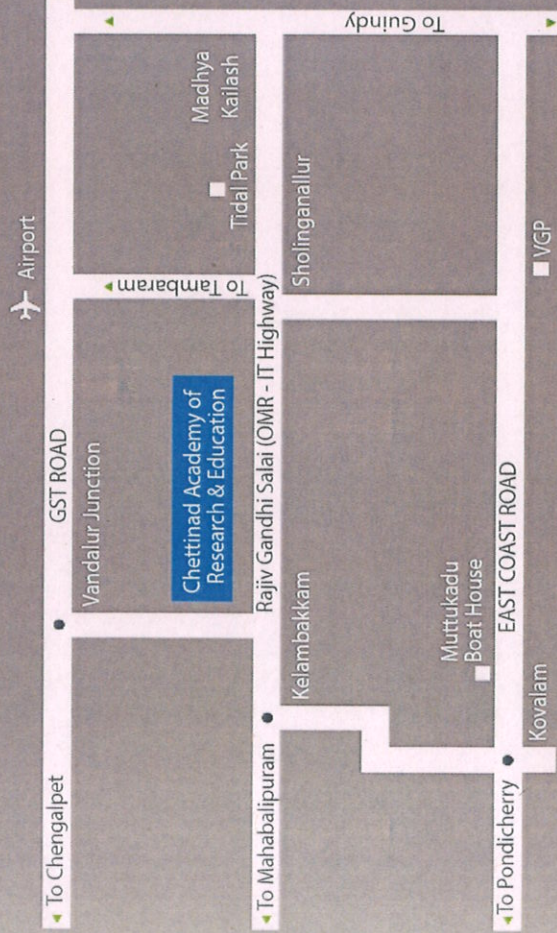 To Guindy
Airport
Madhya
Kailash
Tidal Park
To Tambaram
Sholinganallur
VGP
GST ROAD
Vandalur Junction
Chettinad Academy of
Research & Education
Rajiv Gandhi Salai (OMR - IT Highway)
Kelambakkam
Muttukadu
Boat House
EAST COAST ROAD
Kovalam
To Chengalpet
To Mahabalipuram
To Pondicherry